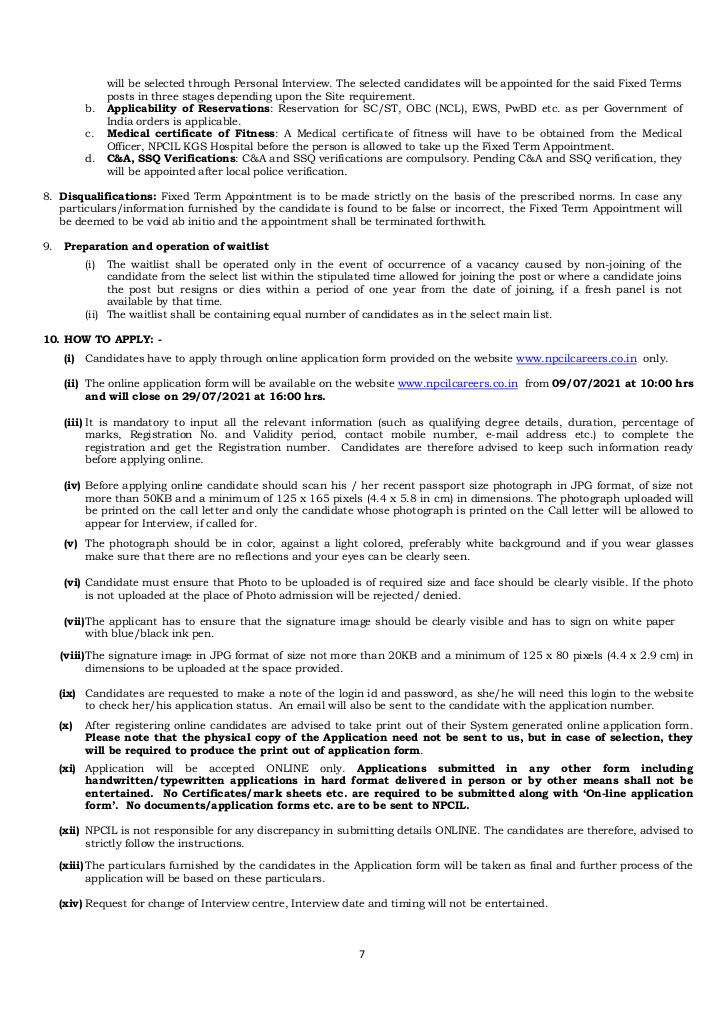 will be selected through Personal Interview. The selected candidates will be appointed for the said Fixed Terms
posts in three stages depending upon the Site requirement.
b. Applicability of Reservations: Reservation for SC/ST, OBC (NCL), EWS, PwBD etc. as per Government of
India orders is applicable.
c. Medical certificate of Fitness: A Medical certificate of fitness will have to be obtained from the Medical
Officer, NPCIL KGS Hospital before the person is allowed to take up the Fixed Term Appointment.
d. C&A, SSQ Verifications: C&A and SSQ verifications are compulsory. Pending C&A and SSQ verification, they
will be appointed after local police verification.
8. Disqualifications: Fixed Term Appointment is to be made strictly on the basis of the prescribed norms. In case any
particulars/information furnished by the candidate is found to be false or incorrect, the Fixed Term Appointment will
be deemed to be void ab initio and the appointment shall be terminated forthwith.
9. Preparation and operation of waitlist
(i) The waitlist shall be operated only in the event of occurrence of a vacancy caused by non-joining of the
candidate from the select list within the stipulated time allowed for joining the post or where a candidate joins
the post but resigns or dies within a period of one year from the date of joining, if a fresh panel is not
available by that time.
(ii) The waitlist shall be containing equal number of candidates as in the select main list.
10. HOW TO APPLY: -
(i) Candidates have to apply through online application form provided on the website www.npcilcareers.co.in only.
(ii) The online application form will be available on the website www.npcilcareers.co.in from 09/07/2021 at 10:00 hrs
and will close on 29/07/2021 at 16:00 hrs.
(iii) It is mandatory to input all the relevant information (such as qualifying degree details, duration, percentage of
marks, Registration No. and Validity period, contact mobile number, e-mail address etc.) to complete the
registration and get the Registration number. Candidates are therefore advised to keep such information ready
before applying online.
(iv) Before applying online candidate should scan his / her recent passport size photograph in JPG format, of size not
more than 50KB and a minimum of 125 x 165 pixels (4.4 x 5.8 in cm) in dimensions. The photograph uploaded will
be printed on the call letter and only the candidate whose photograph is printed on the Call letter will be allowed to
appear for Interview, if called for.
(v) The photograph should be in color, against a light colored, preferably white background and if you wear glasses
make sure that there are no reflections and your eyes can be clearly seen.
(vi) Candidate must ensure that Photo to be uploaded is of required size and face should be clearly visible. If the photo
is not uploaded at the place of Photo admission will be rejected/ denied.
(vii) The applicant has to ensure that the signature image should be clearly visible and has to sign on white paper
with blue/black ink pen.
(viii) The signature image in JPG format of size not more than 20KB and a minimum of 125 x 80 pixels (4.4 x 2.9 cm) in
dimensions to be uploaded at the space provided.
(ix) Candidates are requested to make a note of the login id and password, as she/he will need this login to the website
to check her/his application status. An email will also be sent to the candidate with the application number.
(x) After registering online candidates are advised to take print out of their System generated online application form.
Please note that the physical copy of the Application need not be sent to us, but in case of selection, they
will be required to produce the print out of application form.
(xi) Application will be accepted ONLINE only. Applications submitted in any other form including
handwritten/typewritten applications in hard format delivered in person or by other means shall not be
entertained. No Certificates/mark sheets etc. are required to be submitted along with ‘On-line application
form’. No documents/application forms etc. are to be sent to NPCIL.
(xii) NPCIL is not responsible for any discrepancy in submitting details ONLINE. The candidates are therefore, advised to
strictly follow the instructions.
(xiii) The particulars furnished by the candidates in the Application form will be taken as final and further process of the
application will be based on these particulars.
(xiv) Request for change of Interview centre, Interview date and timing will not be entertained.
7